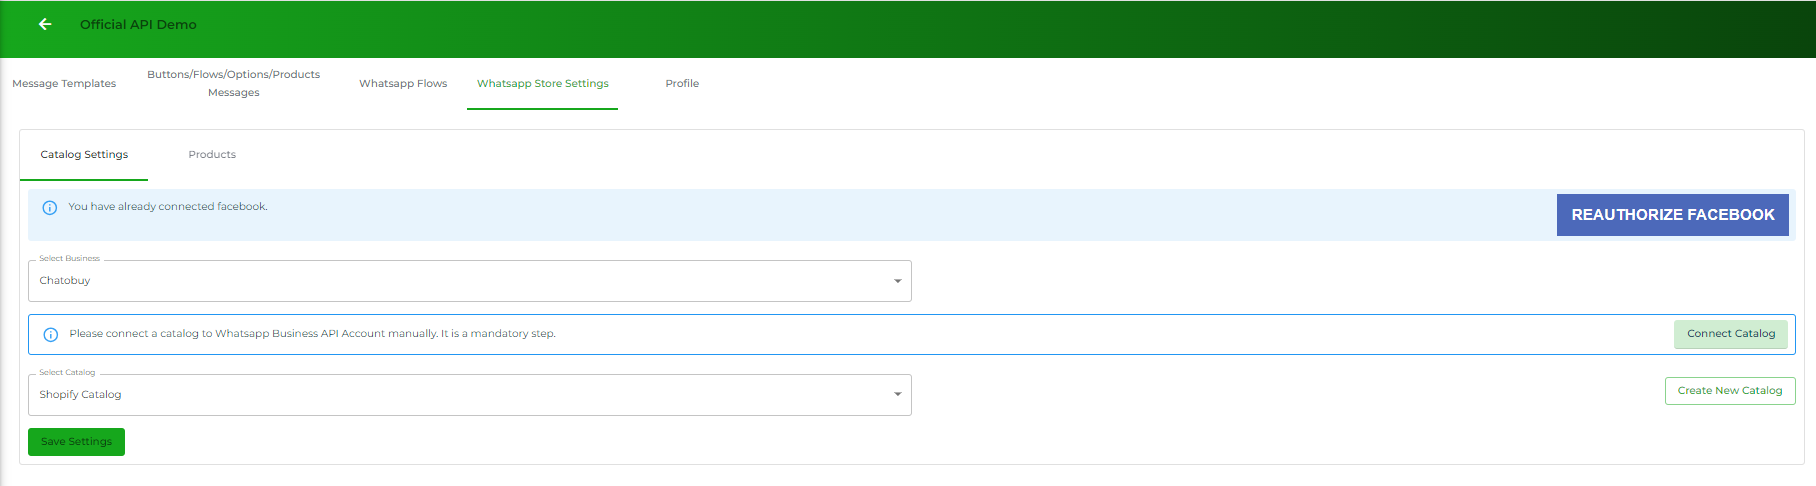 Official API Demo
Message Templates
Buttons/Flows/Options/Products
Messages
Whatsapp Flows
Whatsapp Store Settings
Profile
Catalog Settings
Products
You have already connected facebook.
REAUTHORIZE FACEBOOK
Select Business
Chatobuy
Please connect a catalog to Whatsapp Business API Account manually. It is a mandatory step.
Connect Catalog
Select Catalog
Shopify Catalog
Create New Catalog
Save Settings